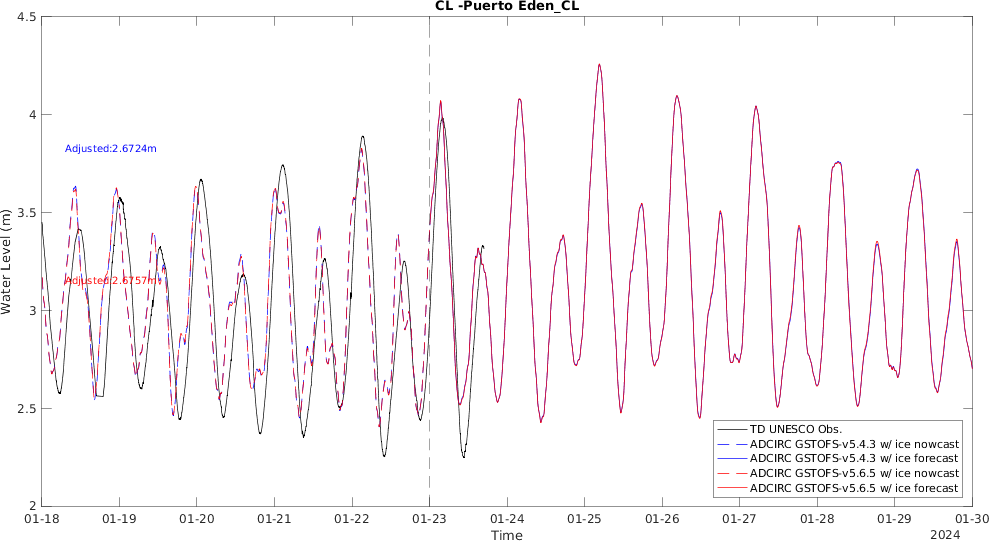 CL -Puerto Eden_CL
4.5
4
3.5
3
2.5
2
Water Level (m)
Adjusted:2.6724m
Adjusted:2.6757m
TD UNESCO Obs.
ADCIRC GSTOFS-v5.4.3 w/ ice nowcast
ADCIRC GSTOFS-v5.4.3 w/ ice forecast
ADCIRC GSTOFS-v5.6.5 w/ ice nowcast
ADCIRC GSTOFS-v5.6.5 w/ ice forecast
01-18 01-19 01-20 01-21 01-22 01-23 01-24 01-25 01-26 01-27 01-28 01-29 01-30
Time
2024